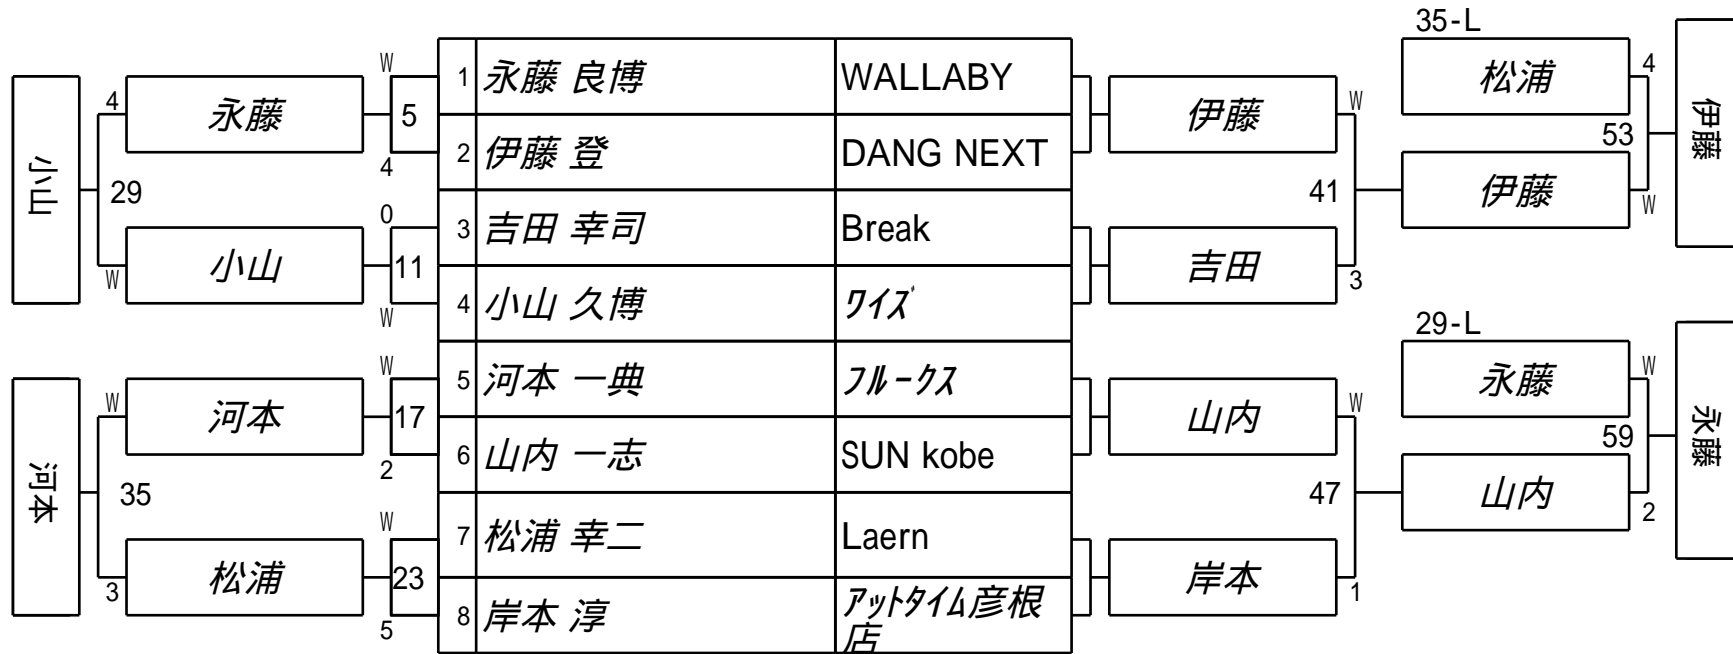 35-L
W
1 永藤 良博 WALLABY
4 永藤 5 伊藤 W 松浦 4
2 伊藤 登 DANG NEXT
4
小山 29 41 伊藤 53 伊藤
0 W
3 吉田 幸司 Break
W 小山 11 吉田 3
4 小山 久博 ワイズ
W
29-L
W
5 河本 一典 フルークス
W 河本 17 山内 W 永藤 W
6 山内 一志 SUN kobe
2
河本 35 47 山内 59 永藤
W 2
7 松浦 幸二 Laern
3 松浦 23 岸本 1
8 岸本 淳 アットタイム彦根
店
5